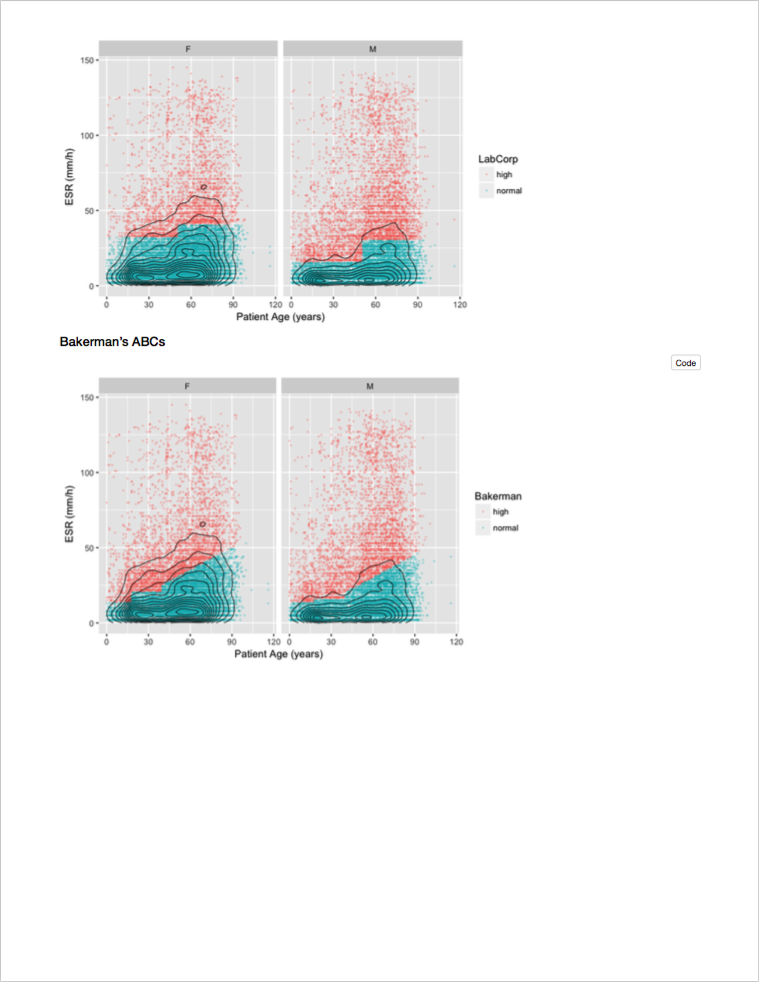 F M
150
100
50
0
ESR (mm/h)
0 30 60 90 120 0 30 60 90 120
Patient Age (years)
LabCorp
high
normal
Bakerman's ABCs
Code
F M
150
100
50
0
ESR (mm/h)
0 30 60 90 120 0 30 60 90 120
Patient Age (years)
Bakerman
high
normal